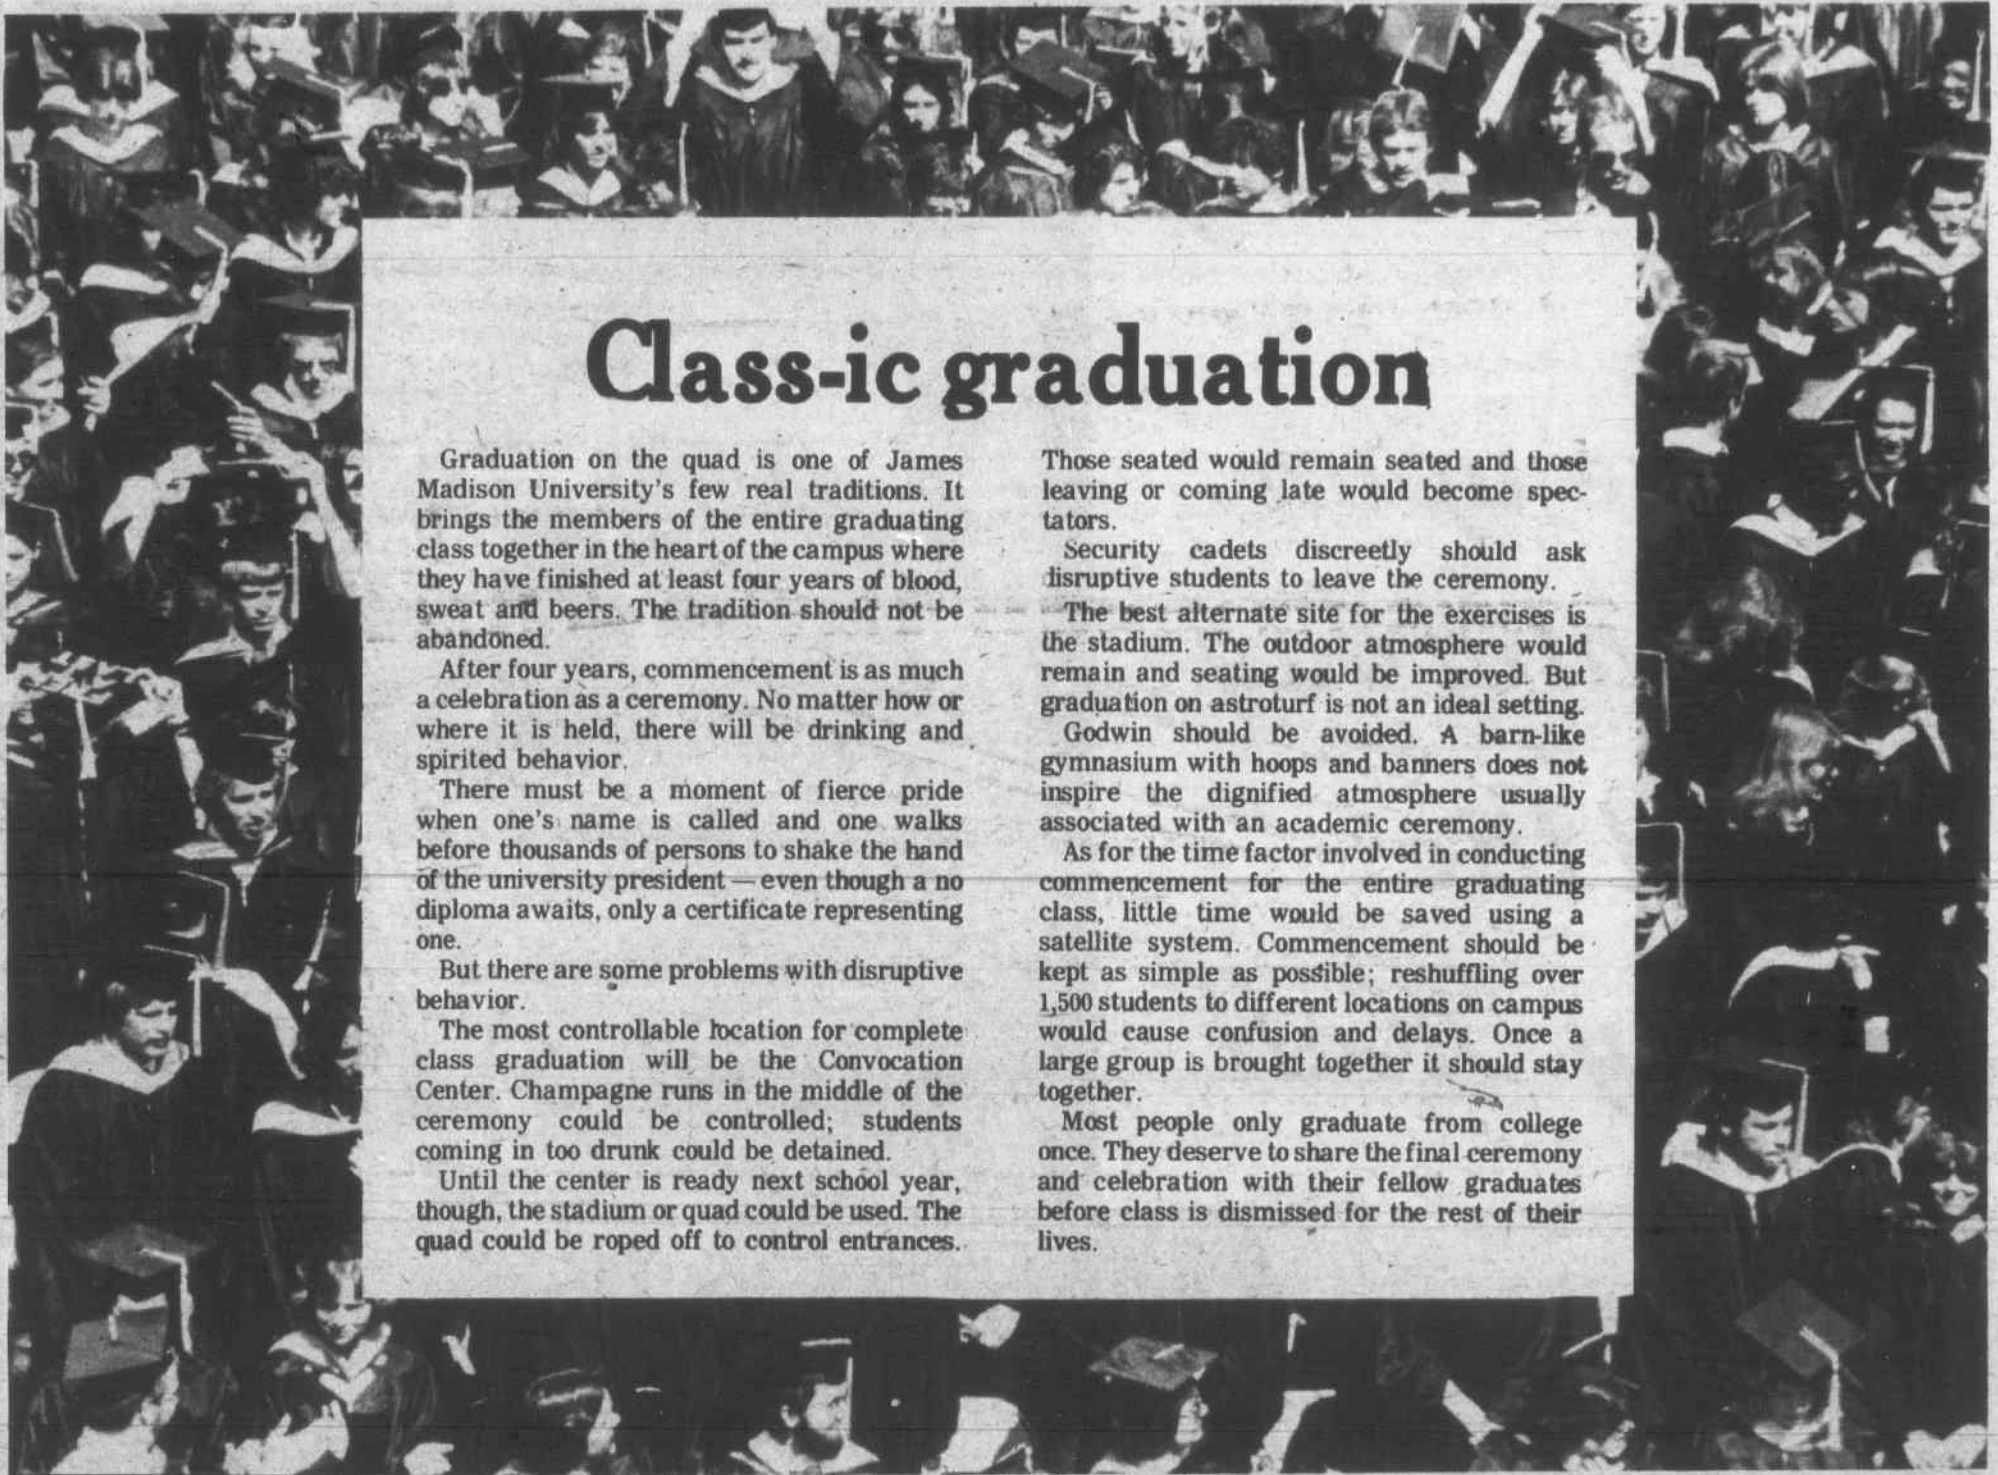 Class-ic graduation
Graduation on the quad is one of James
Madison University's few real traditions. It
brings the members of the entire graduating
class together in the heart of the campus where
they have finished at least four years of blood,
sweat and beers. The tradition should not be
abandoned.
After four years, commencement is as much
a celebration as a ceremony. No matter how or
where it is held, there will be drinking and
spirited behavior.
There must be a moment of fierce pride
when one's name is called and one walks
before thousands of persons to shake the hand
of the university president — even though a no
diploma awaits, only a certificate representing
one.
But there are some problems with disruptive
behavior.
The most controllable location for complete
class graduation will be the Convocation
Center. Champagne runs in the middle of the
ceremony could be controlled; students
coming in too drunk could be detained.
Until the center is ready next school year,
though, the stadium or quad could be used. The
quad could be roped off to control entrances.
Those seated would remain seated and those
leaving or coming late would become spec-
tators.
Security cadets discreetly should ask
disruptive students to leave the ceremony.
The best alternate site for the exercises is
the stadium. The outdoor atmosphere would
remain and seating would be improved. But
graduation on astroturf is not an ideal setting.
Godwin should be avoided. A barn-like
gymnasium with hoops and banners does not
inspire the dignified atmosphere usually
associated with an academic ceremony.
As for the time factor involved in conducting
commencement for the entire graduating
class, little time would be saved using a
satellite system. Commencement should be
kept as simple as possible; reshuffling over
1,500 students to different locations on campus
would cause confusion and delays. Once a
large group is brought together it should stay
together.
Most people only graduate from college
once. They deserve to share the final ceremony
and celebration with their fellow graduates
before class is dismissed for the rest of their
lives.